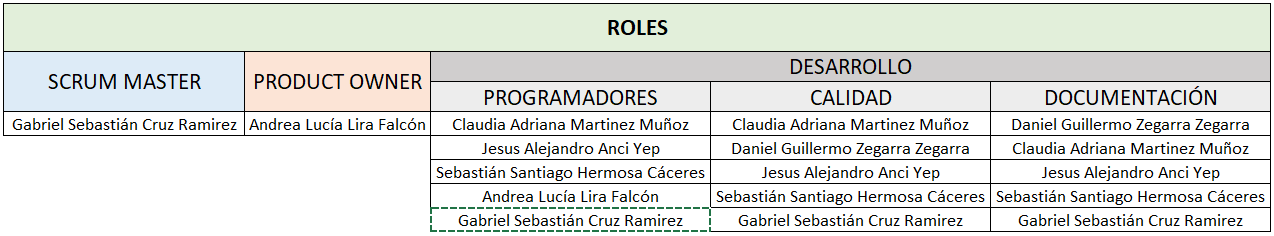 ROLES
SCRUM MASTER
PRODUCT OWNER
DESARROLLO
PROGRAMADORES
CALIDAD
DOCUMENTACIÓN
Gabriel Sebastián Cruz Ramirez
Andrea Lucía Lira Falcón
Claudia Adriana Martinez Muñoz
Claudia Adriana Martinez Muñoz
Daniel Guillermo Zegarra Zegarra
Jesus Alejandro Anci Yep
Daniel Guillermo Zegarra Zegarra
Claudia Adriana Martinez Muñoz
Sebastián Santiago Hermosa Cáceres
Jesus Alejandro Anci Yep
Jesus Alejandro Anci Yep
Andrea Lucía Lira Falcón
Sebastián Santiago Hermosa Cáceres
Sebastián Santiago Hermosa Cáceres
Gabriel Sebastián Cruz Ramirez
Gabriel Sebastián Cruz Ramirez
Gabriel Sebastián Cruz Ramirez